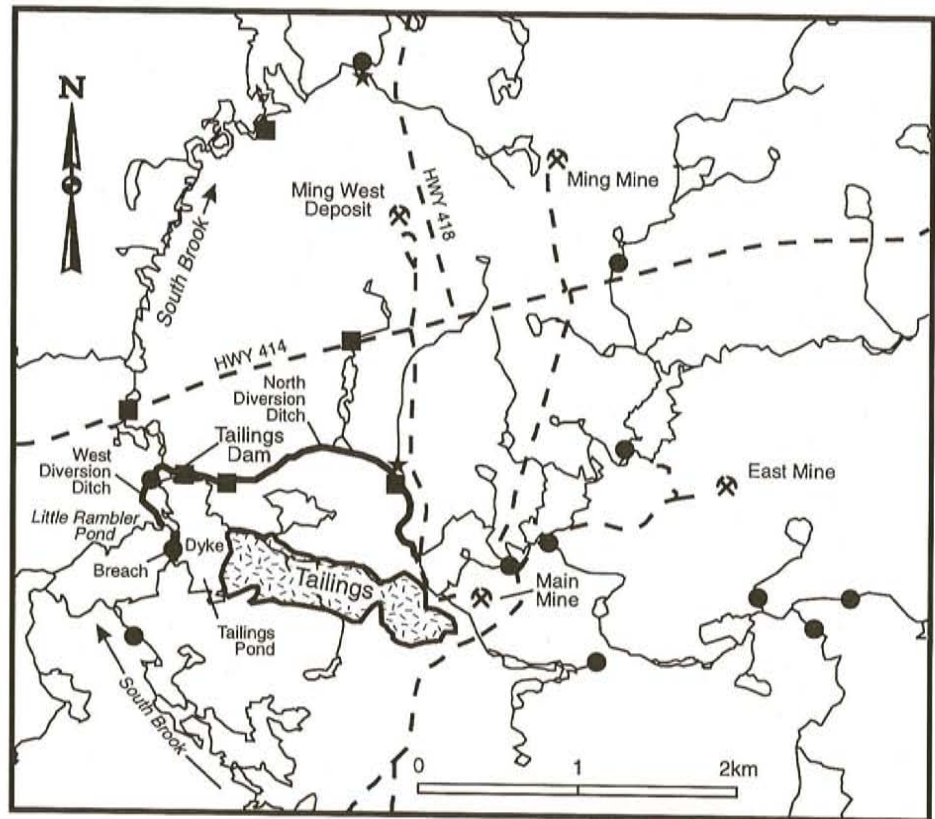 N
Ming West
Deposit
HWY 418
Ming Mine
South Brook
HWY 414
North
Diversion
Ditch
Tailings
Dam
West
Diversion
Ditch
East Mine
Little Rambler
Pond
Dyke
Breach
Tailings
Main
Mine
Tailings
Pond
South Brook
0
1
2km